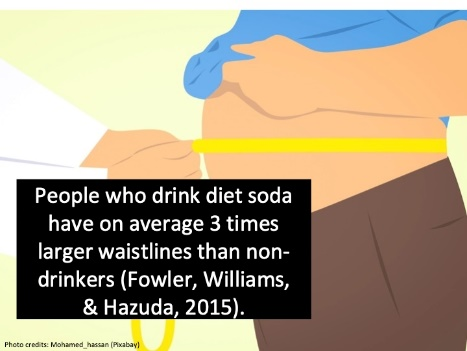 People who drink diet soda
have on average 3 times
larger waistlines than non-
drinkers (Fowler, Williams,
& Hazuda, 2015).
Photo credits: Mohamed_hassan (Pixabay)